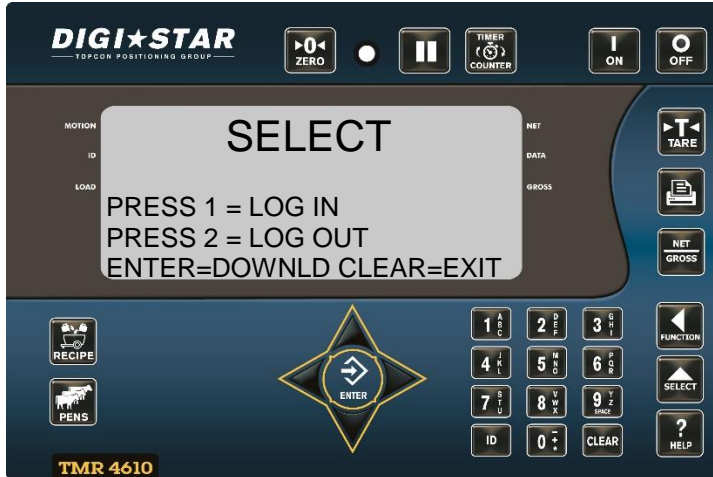 DIGI★STAR
TOPCON POSITIONING GROUP
▸0◂
ZERO
TIMER
COUNTER
I
ON
O
OFF
MOTION
ID
LOAD
SELECT
PRESS 1 = LOG IN
PRESS 2 = LOG OUT
ENTER=DOWNLD CLEAR=EXIT
NET
DATA
GROSS
▸T◂
TARE
NET
GROSS
RECIPE
PENS
ENTER
1 A B C
2 D E F
3 G H I
4 J K L
5 M N O
6 P Q R
7 S T U
8 V W X
9 Y Z
SPACE
ID
0 - + *
CLEAR
FUNCTION
SELECT
?
HELP
TMR 4610